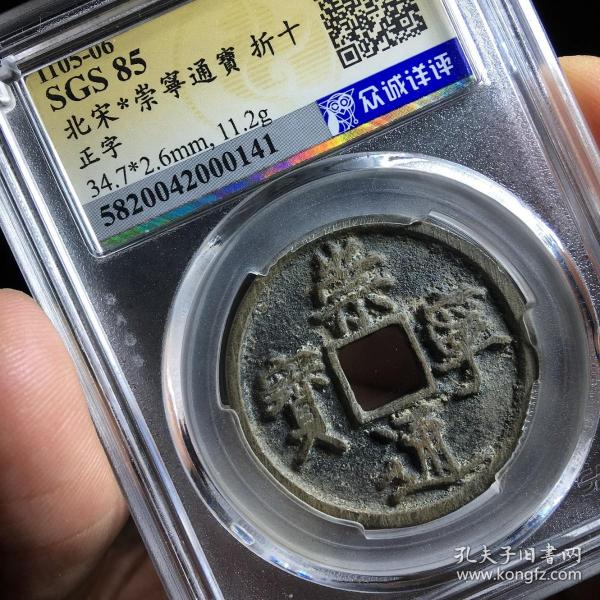 1105-06
SGS 85
北宋*崇寧通寶 折十
正字
34.7*2.6mm, 11.2g
5820042000141
众诚详评
崇寧通寶
孔夫子旧书网
www.kongfz.com